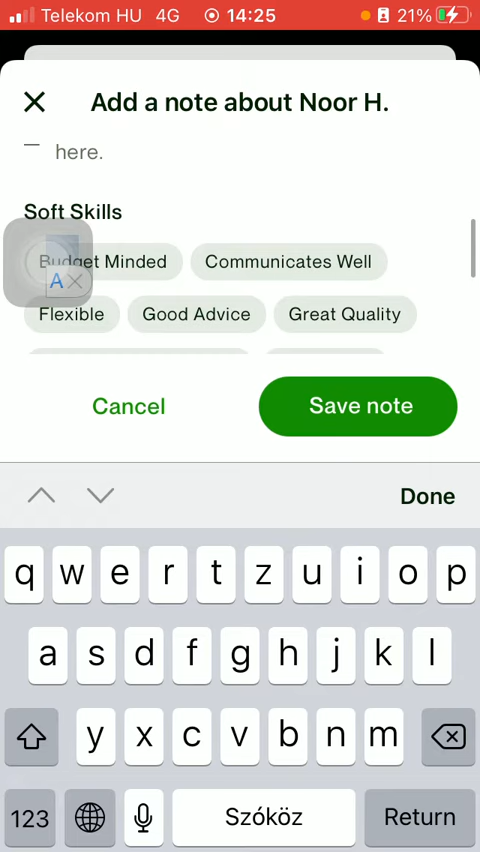 Telekom HU 4G 14:25 21%
Add a note about Noor H.
here.
Soft Skills
Budget Minded Communicates Well
A
Flexible Good Advice Great Quality
Cancel Save note
Done
q w e r t z u i o p
a s d f g h j k l
y x c v b n m
123 Szóköz Return